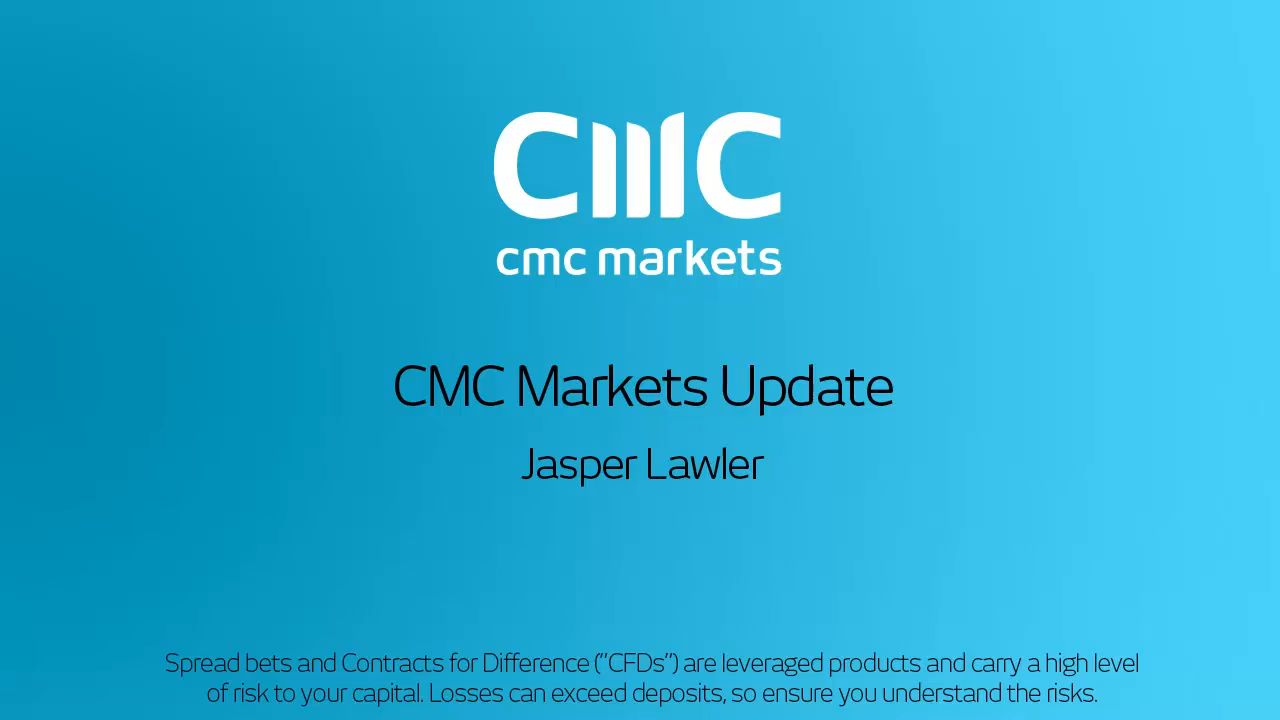 CMC
cmc markets
CMC Markets Update
Jasper Lawler
Spread bets and Contracts for Difference (”CFDs”) are leveraged products and carry a high level
of risk to your capital. Losses can exceed deposits, so ensure you understand the risks.